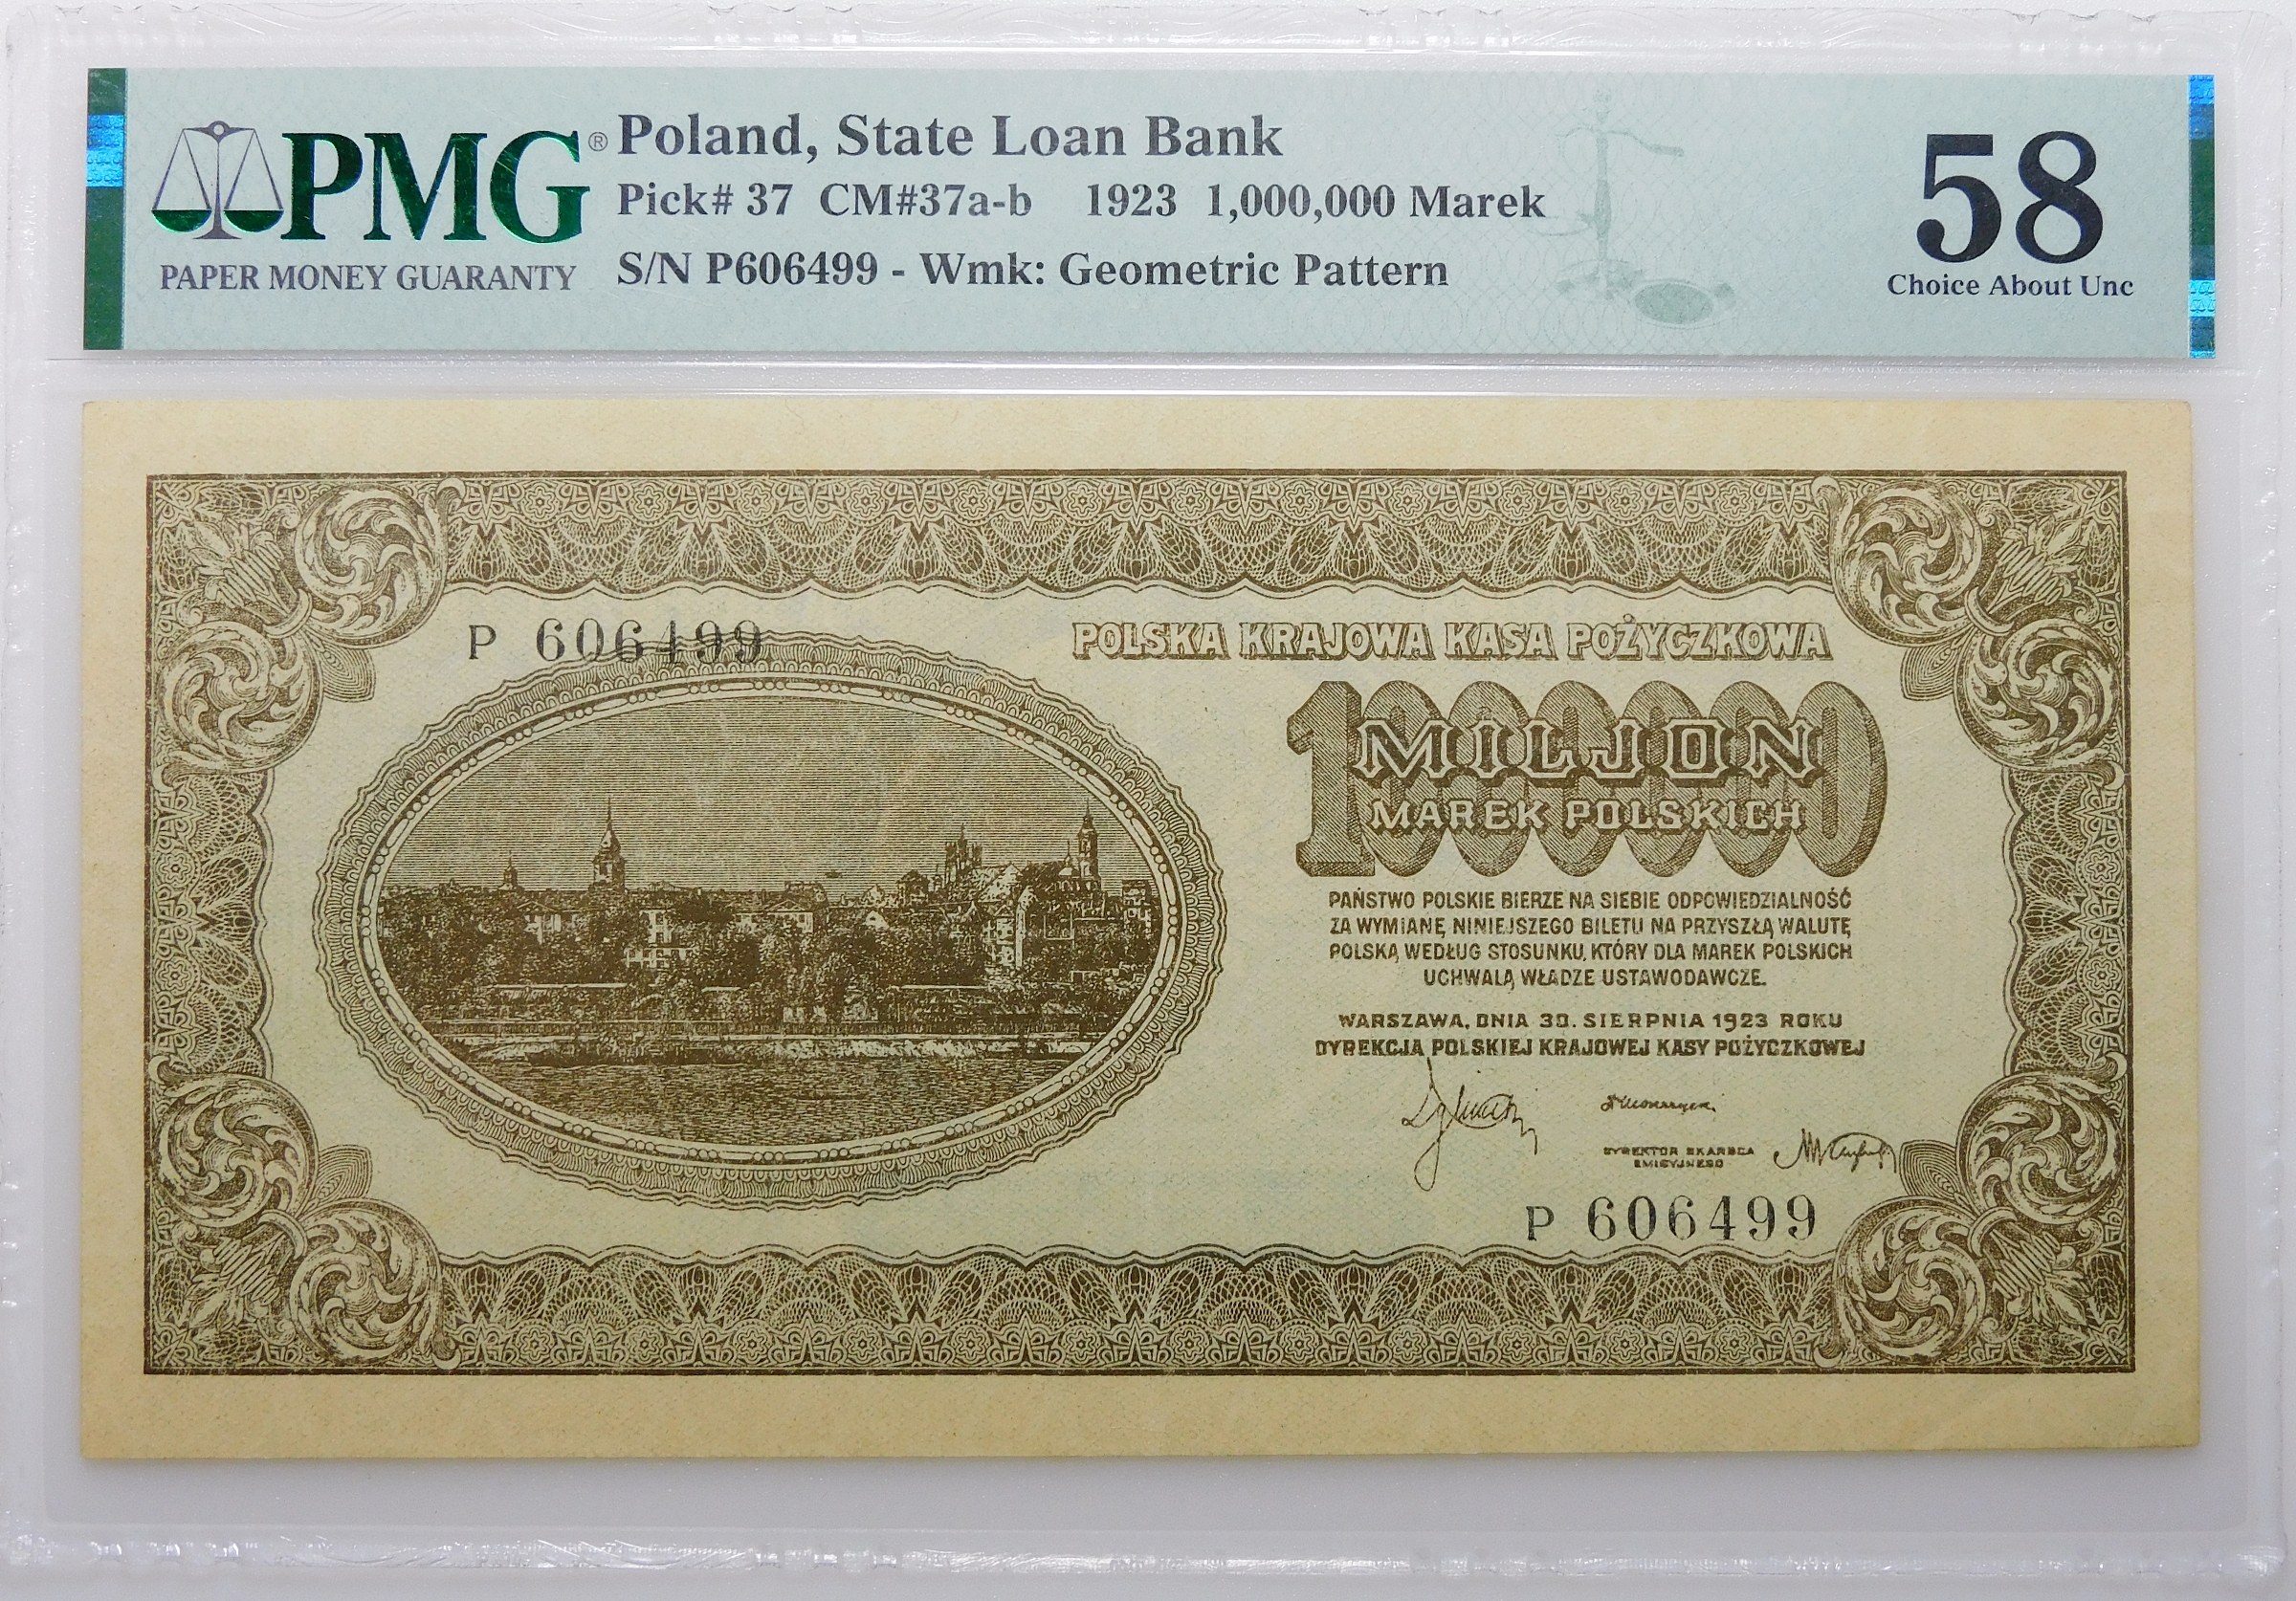 PMG®
PAPER MONEY GUARANTY
Poland, State Loan Bank
Pick# 37 CM#37a-b 1923 1,000,000 Marek
S/N P606499 - Wmk: Geometric Pattern
58
Choice About Unc
P 606499
POLSKA KRAJOWA KASA POŻYCZKOWA
1000000
MILJON
MAREK POLSKICH
PAŃSTWO POLSKIE BIERZE NA SIEBIE ODPOWIEDZIALNOŚĆ
ZA WYMIANĘ NINIEJSZEGO BILETU NA PRZYSZŁĄ WALUTĘ
POLSKĄ WEDŁUG STOSUNKU, KTÓRY DLA MAREK POLSKICH
UCHWALĄ WŁADZE USTAWODAWCZE.
WARSZAWA, DNIA 30. SIERPNIA 1923 ROKU
DYREKCJA POLSKIEJ KRAJOWEJ KASY POŻYCZKOWEJ
DYREKTOR SKARBCA
EMISYJNEGO
P 606499